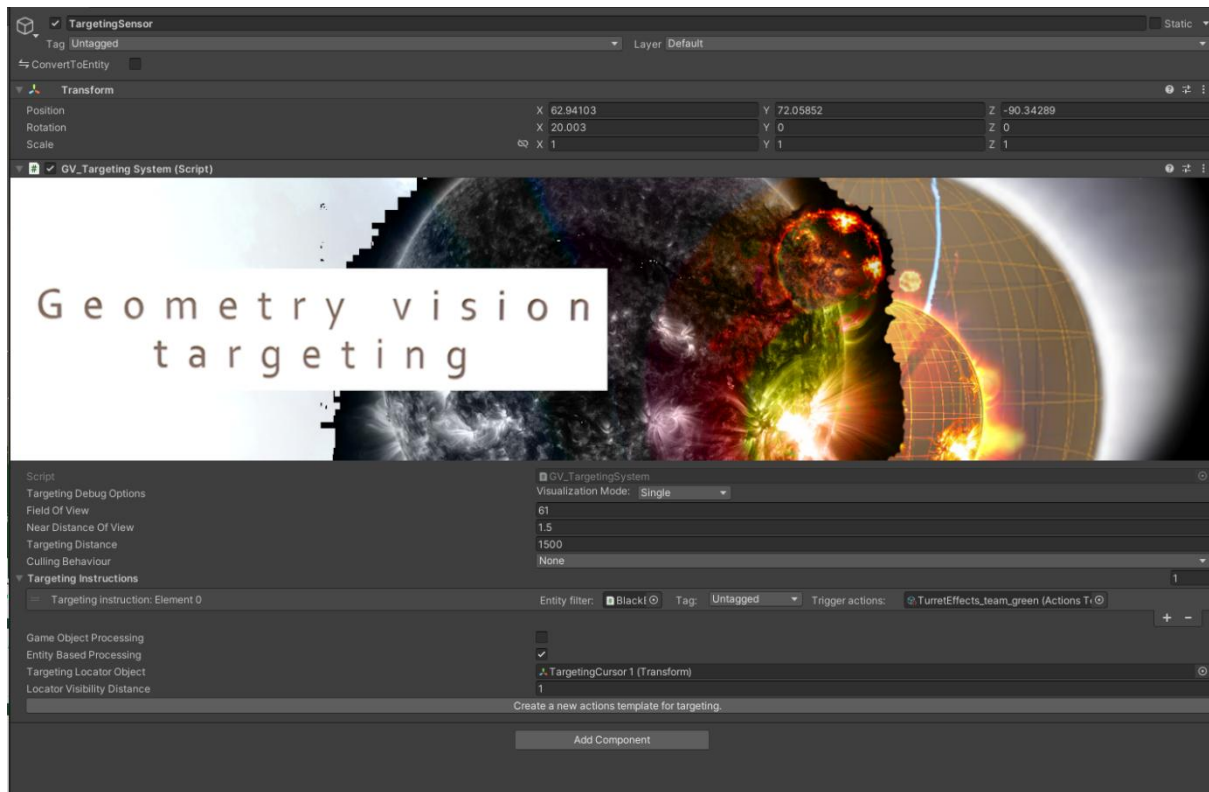 TargetingSensor Static
Tag Untagged Layer Default
ConvertToEntity
Transform
Position X 62.94103 Y 72.05852 Z -90.34289
Rotation X 20.003 Y 0 Z 0
Scale X 1 Y 1 Z 1
# GV_Targeting System (Script)
Geometry vision
targeting
Script GV_TargetingSystem
Targeting Debug Options Visualization Mode: Single
Field Of View 61
Near Distance Of View 1.5
Targeting Distance 1500
Culling Behaviour None
Targeting Instructions 1
Targeting instruction: Element 0 Entity filter: Tag: Untagged Trigger actions: TurretEffects_team_green (Actions
+ -
Game Object Processing
Entity Based Processing
Targeting Locator Object TargetingCursor 1 (Transform)
Locator Visibility Distance 1
Create a new actions template for targeting.
Add Component